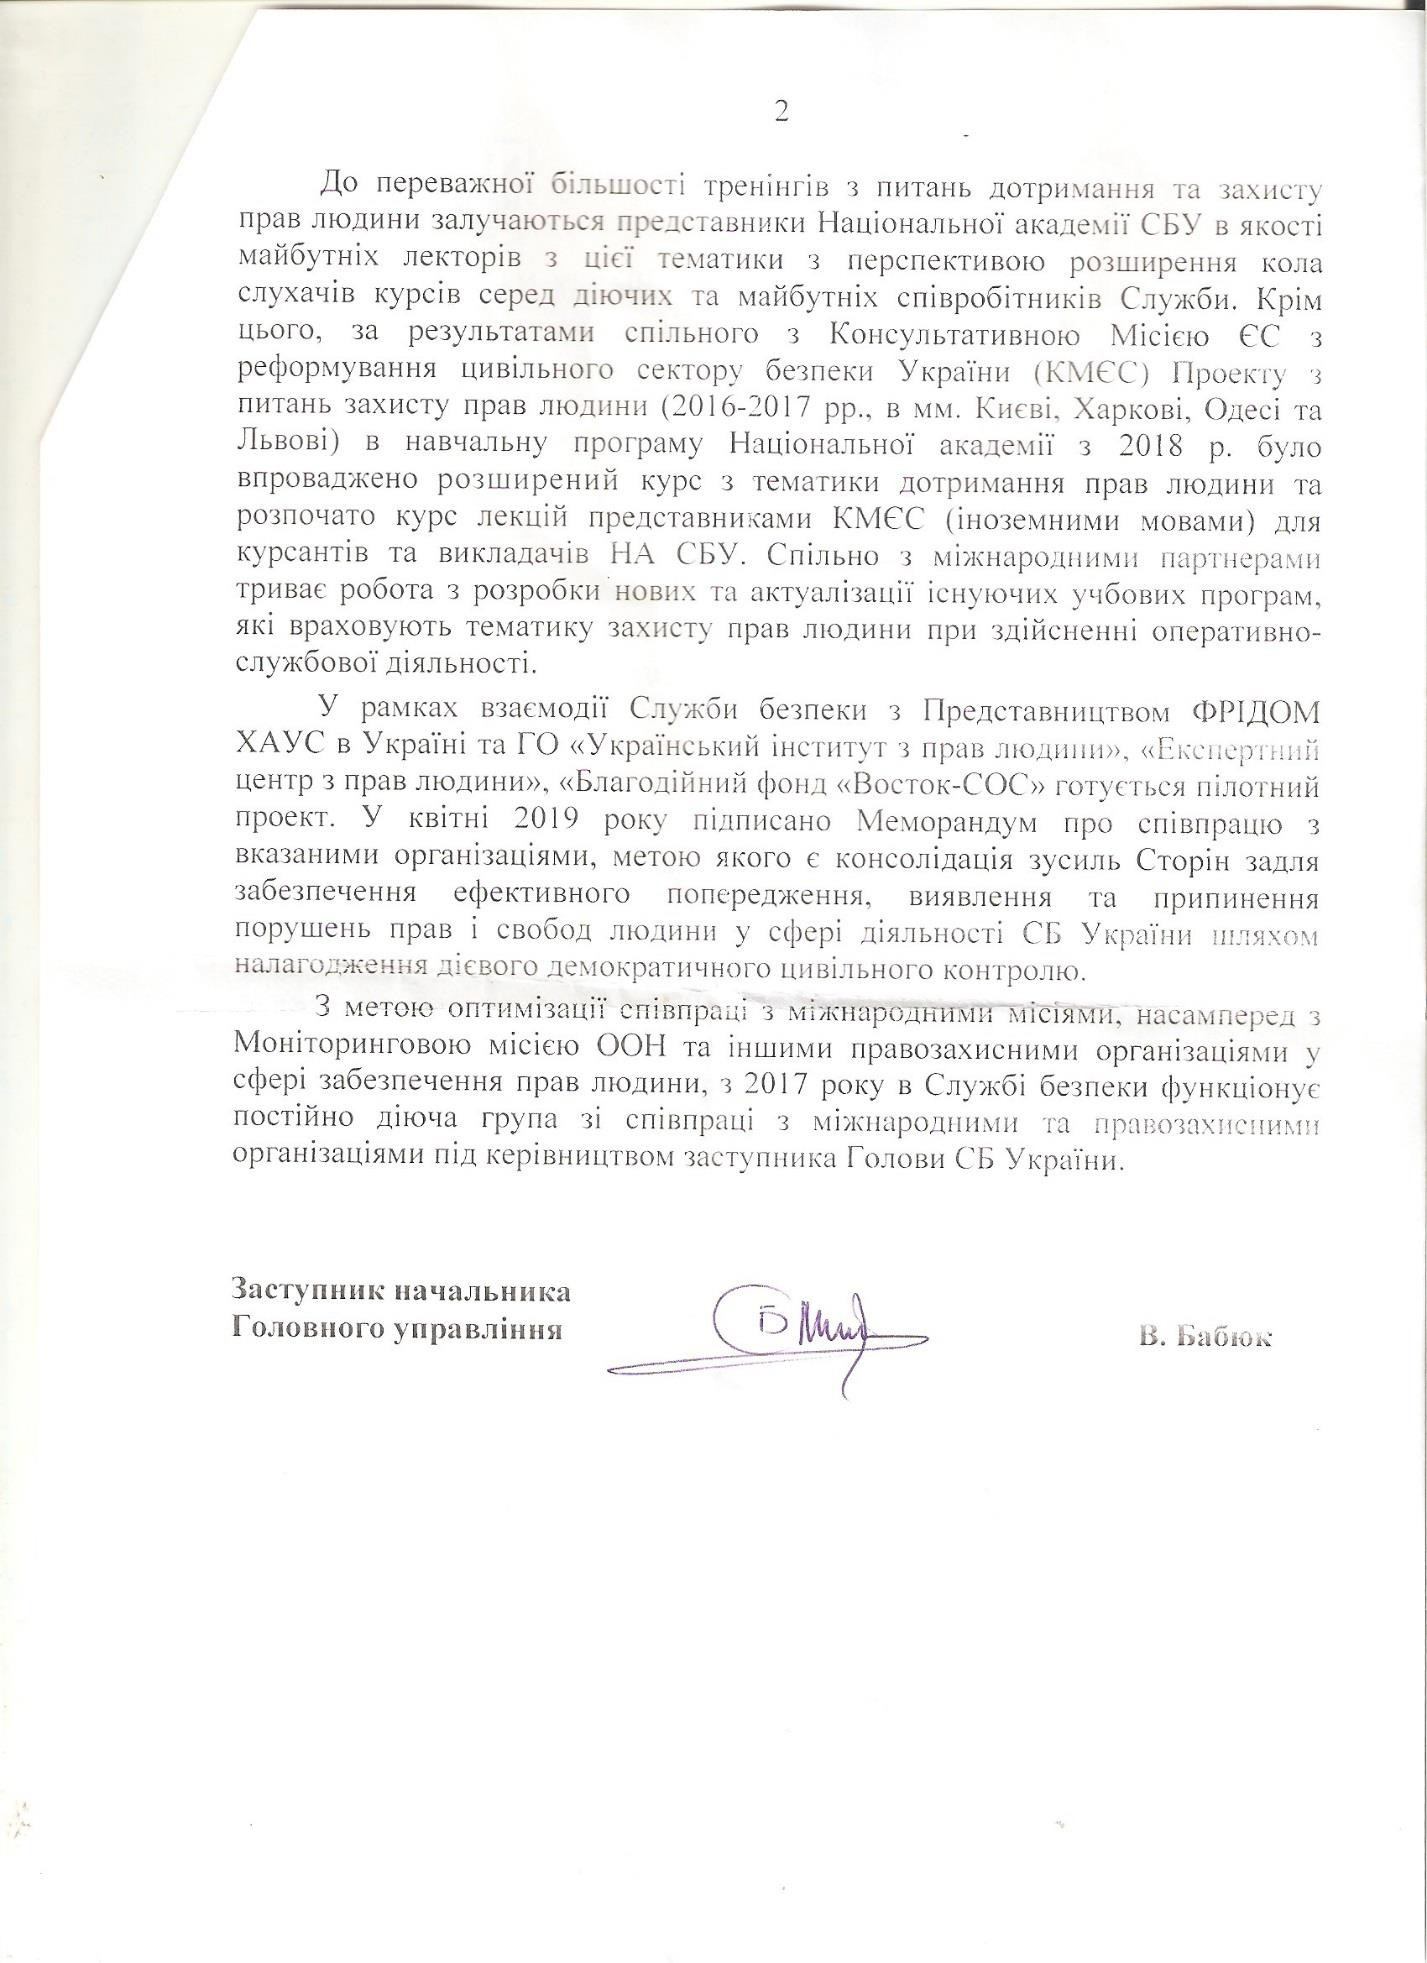 2
До переважної більшості тренінгів з питань дотримання та захисту
прав людини залучаються представники Національної академії СБУ в якості
майбутніх лекторів з цієї тематики з перспективою розширення кола
слухачів курсів серед діючих та майбутніх співробітників Служби. Крім
цього, за результатами спільного з Консультативною Місією ЄС з
реформування цивільного сектору безпеки України (КМЄС) Проекту з
питань захисту прав людини (2016-2017 рр., в мм. Києві, Харкові, Одесі та
Львові) в навчальну програму Національної академії з 2018 р. було
впроваджено розширений курс з тематики дотримання прав людини та
розпочато курс лекцій представниками КМЄС (іноземними мовами) для
курсантів та викладачів НА СБУ. Спільно з міжнародними партнерами
триває робота з розробки нових та актуалізації існуючих учбових програм,
які враховують тематику захисту прав людини при здійсненні оперативно-
службової діяльності.
У рамках взаємодії Служби безпеки з Представництвом ФРІДОМ
ХАУС в Україні та ГО «Український інститут з прав людини», «Експертний
центр з прав людини», «Благодійний фонд «Восток-СОС» готується пілотний
проект. У квітні 2019 року підписано Меморандум про співпрацю з
вказаними організаціями, метою якого є консолідація зусиль Сторін задля
забезпечення ефективного попередження, виявлення та припинення
порушень прав і свобод людини у сфері діяльності СБ України шляхом
налагодження дієвого демократичного цивільного контролю.
З метою оптимізації співпраці з міжнародними місіями, насамперед з
Моніторинговою місією ООН та іншими правозахисними організаціями у
сфері забезпечення прав людини, з 2017 року в Службі безпеки функціонує
постійно діюча група зі співпраці з міжнародними та правозахисними
організаціями під керівництвом заступника Голови СБ України.
Заступник начальника
Головного управління
В. Бабюк